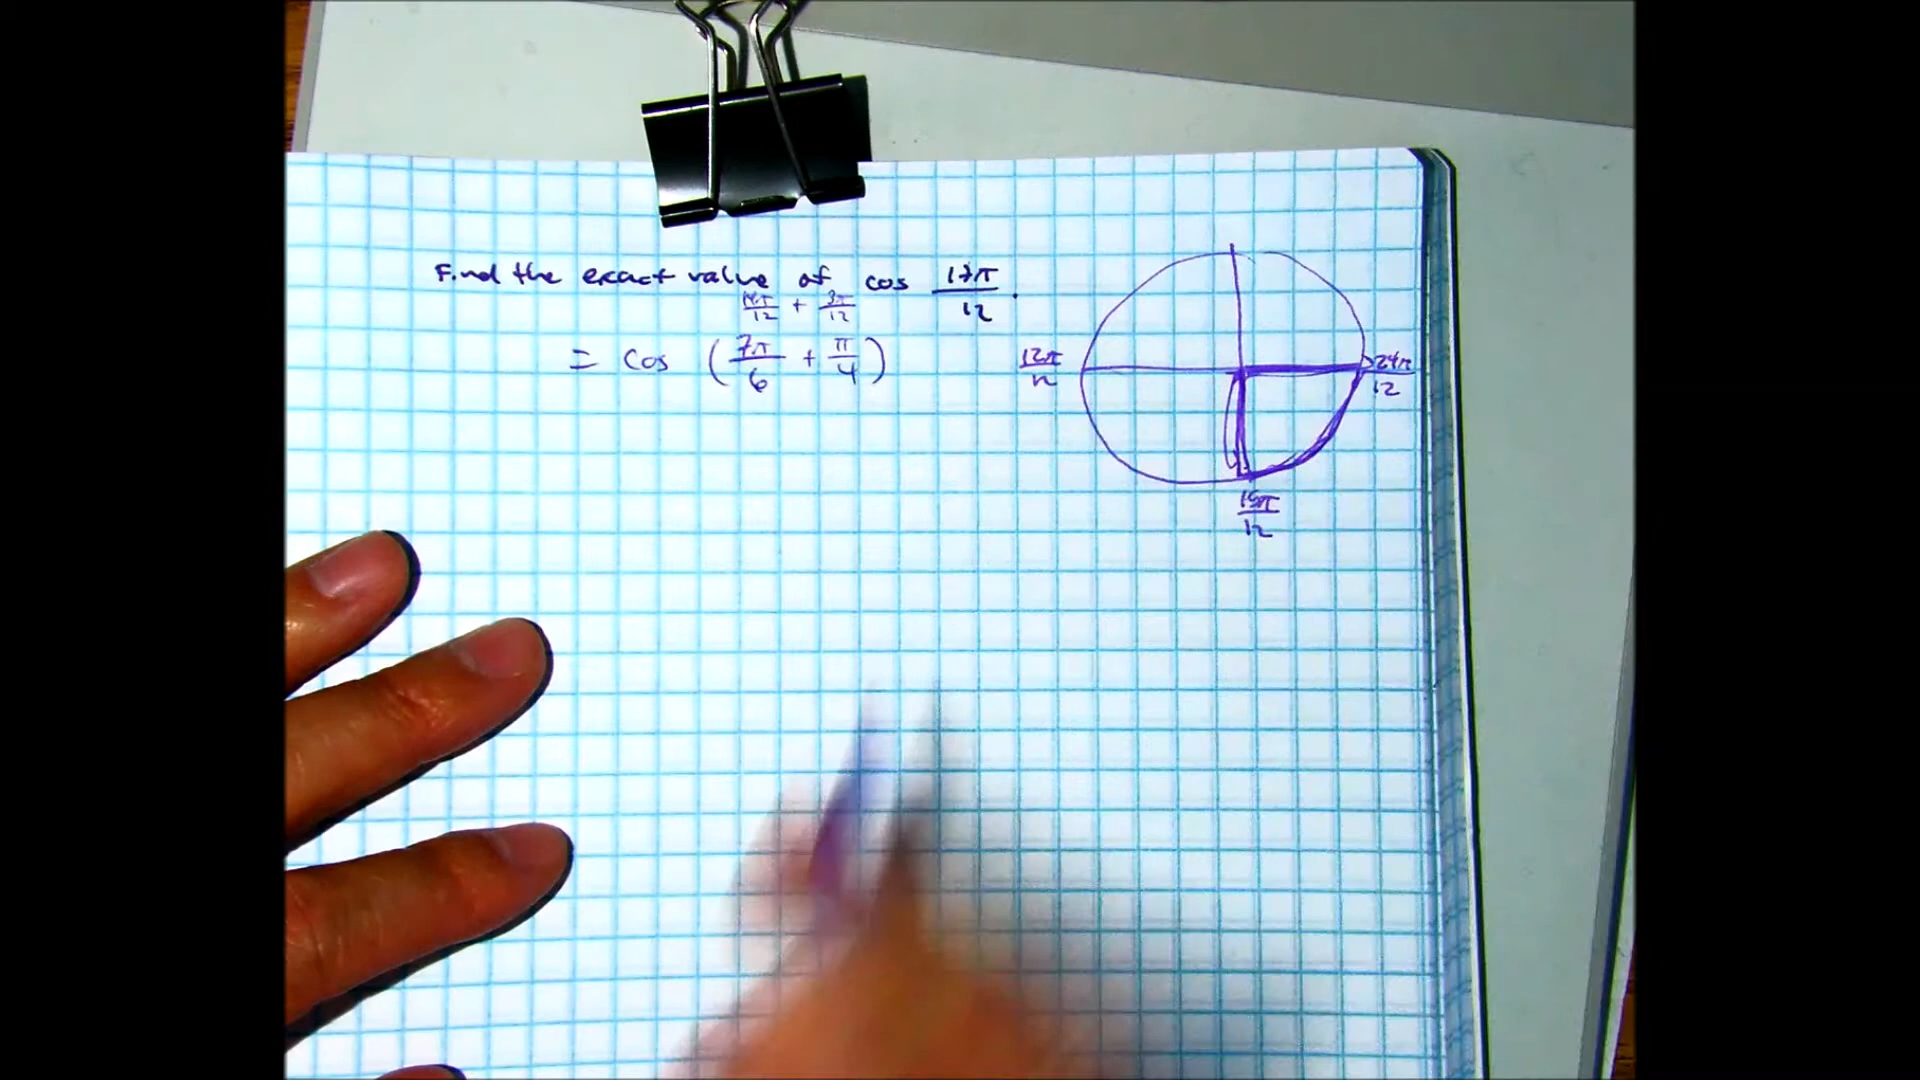 Find the exact value of cos 17π/12.
14π/12 + 3π/12
= cos (7π/6 + π/4)
12π/12
24π/12
18π/12